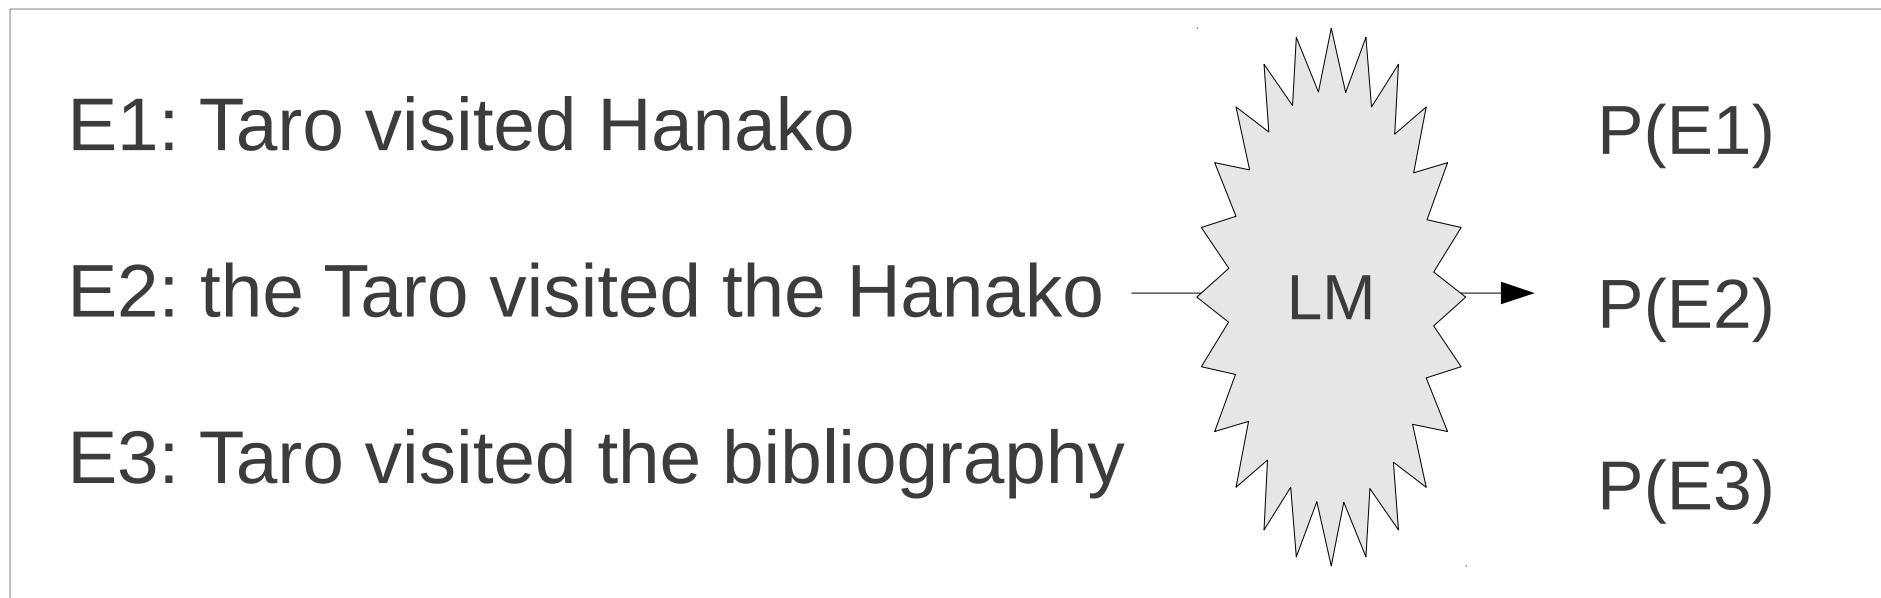 E1: Taro visited Hanako
P(E1)
E2: the Taro visited the Hanako
LM
P(E2)
E3: Taro visited the bibliography
P(E3)